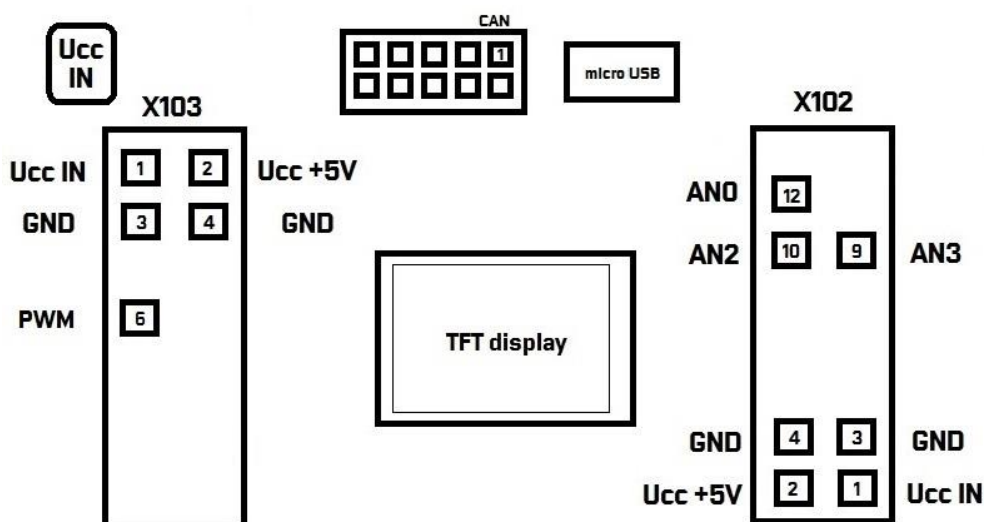 CAN
Ucc
IN
1
micro USB
X103
X102
Ucc IN 1 2 Ucc +5V
AN0 12
GND 3 4 GND
AN2 10 9 AN3
PWM 6
TFT display
GND 4 3 GND
Ucc +5V 2 1 Ucc IN